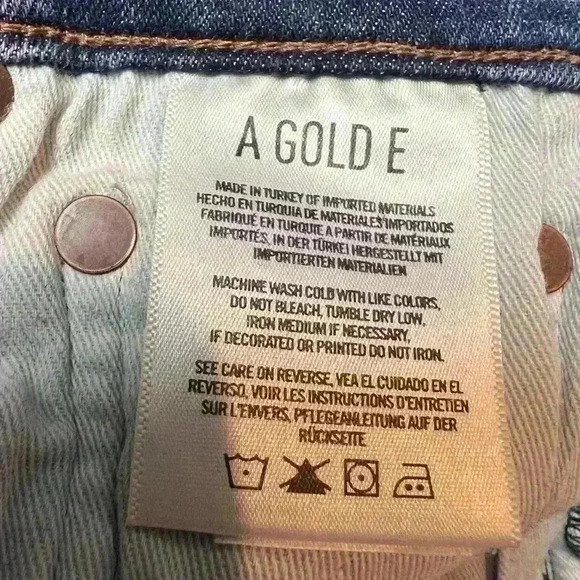 A GOLD E
MADE IN TURKEY OF IMPORTED MATERIALS
HECHO EN TURQUIA DE MATERIALES IMPORTADOS
FABRIQUÉ EN TURQUIE A PARTIR DE MATÉRIAUX
IMPORTÉS, IN DER TÜRKEI HERGESTELLT MIT
IMPORTIERTEN MATERIALIEN
MACHINE WASH COLD WITH LIKE COLORS,
DO NOT BLEACH, TUMBLE DRY LOW,
IRON MEDIUM IF NECESSARY,
IF DECORATED OR PRINTED DO NOT IRON.
SEE CARE ON REVERSE, VEA EL CUIDADO EN EL
REVERSO, VOIR LES INSTRUCTIONS D'ENTRETIEN
SUR L'ENVERS, PFLEGEANLEITUNG AUF DER
RÜCKSEITE